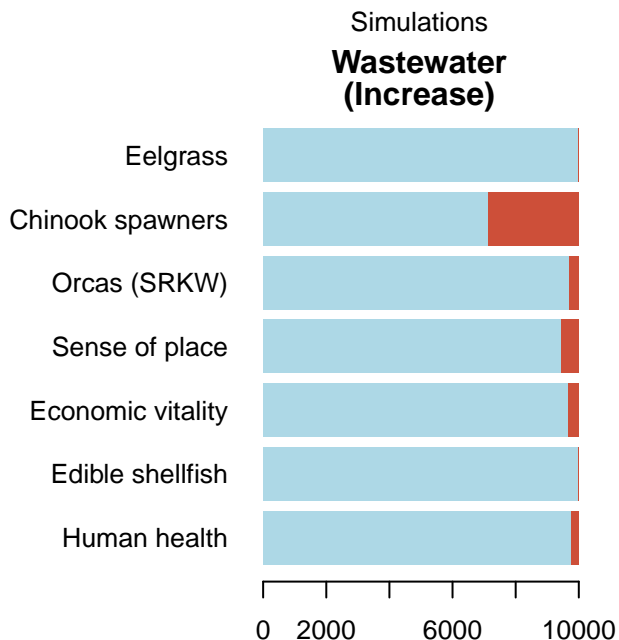 Simulations
Wastewater
(Increase)
Eelgrass
Chinook spawners
Orcas (SRKW)
Sense of place
Economic vitality
Edible shellfish
Human health
0 2000 6000 10000